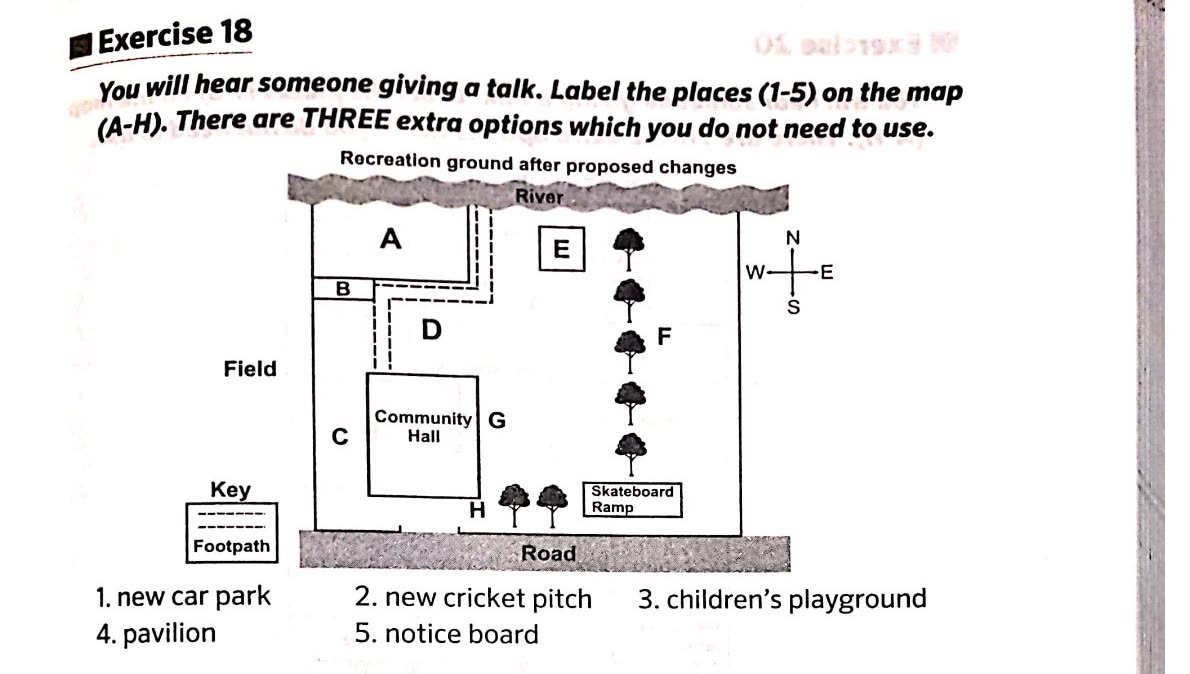 Exercise 18
You will hear someone giving a talk. Label the places (1-5) on the map
(A-H). There are THREE extra options which you do not need to use.
Recreation ground after proposed changes
River
A
E
N
W
E
S
B
D
F
Field
Community
Hall
G
C
Key
Footpath
H
Skateboard
Ramp
Road
1. new car park
2. new cricket pitch
3. children's playground
4. pavilion
5. notice board